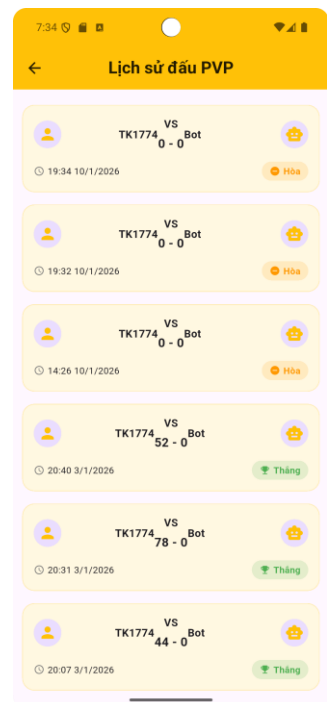 7:34
Lịch sử đấu PVP
VS
TK1774 Bot
0 - 0
19:34 10/1/2026 Hòa
VS
TK1774 Bot
0 - 0
19:32 10/1/2026 Hòa
VS
TK1774 Bot
0 - 0
14:26 10/1/2026 Hòa
VS
TK1774 Bot
52 - 0
20:40 3/1/2026 Thắng
VS
TK1774 Bot
78 - 0
20:31 3/1/2026 Thắng
VS
TK1774 Bot
44 - 0
20:07 3/1/2026 Thắng